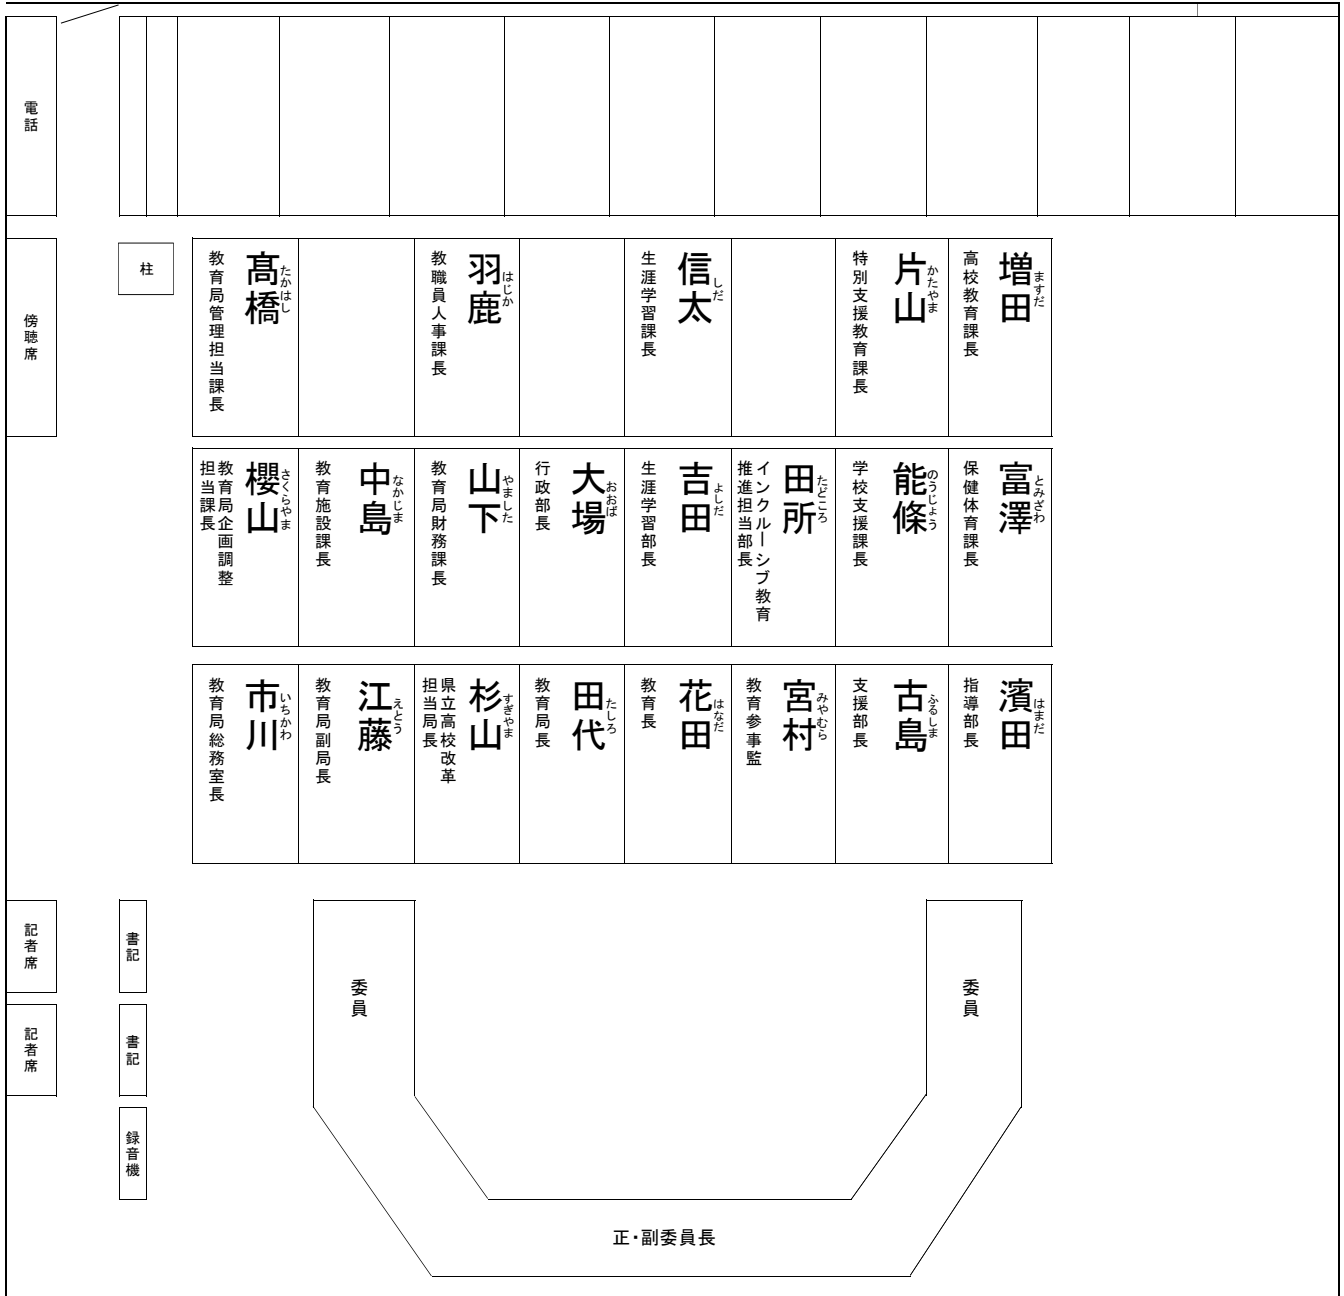 電話
傍聴席
柱
増田
ますだ
高校教育課長
片山
かたやま
特別支援教育課長
信太
しだ
生涯学習課長
羽鹿
はじか
教職員人事課長
髙橋
たかはし
教育局管理担当課長
富澤
とみざわ
保健体育課長
能條
のうじょう
学校支援課長
田所
たどころ
インクルーシブ教育
推進担当部長
吉田
よしだ
生涯学習部長
大場
おおば
行政部長
山下
やました
教育局財務課長
中島
なかじま
教育施設課長
櫻山
さくらやま
教育局企画調整
担当課長
濱田
はまだ
指導部長
古島
ふるしま
支援部長
宮村
みやむら
教育参事監
花田
はなだ
教育長
田代
たしろ
教育局長
杉山
すぎやま
県立高校改革
担当局長
江藤
えとう
教育局副局長
市川
いちかわ
教育局総務室長
記者席
書記
委員
委員
記者席
書記
録音機
正・副委員長